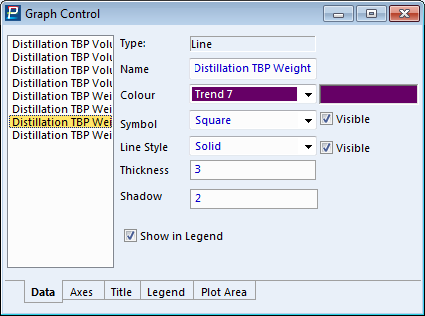 Graph Control
Distillation TBP Volu
Distillation TBP Volu
Distillation TBP Volu
Distillation TBP Volu
Distillation TBP Wei
Distillation TBP Wei
Distillation TBP Wei
Distillation TBP Wei
Type: Line
Name Distillation TBP Weight
Colour Trend 7
Symbol Square Visible
Line Style Solid Visible
Thickness 3
Shadow 2
Show in Legend
Data Axes Title Legend Plot Area